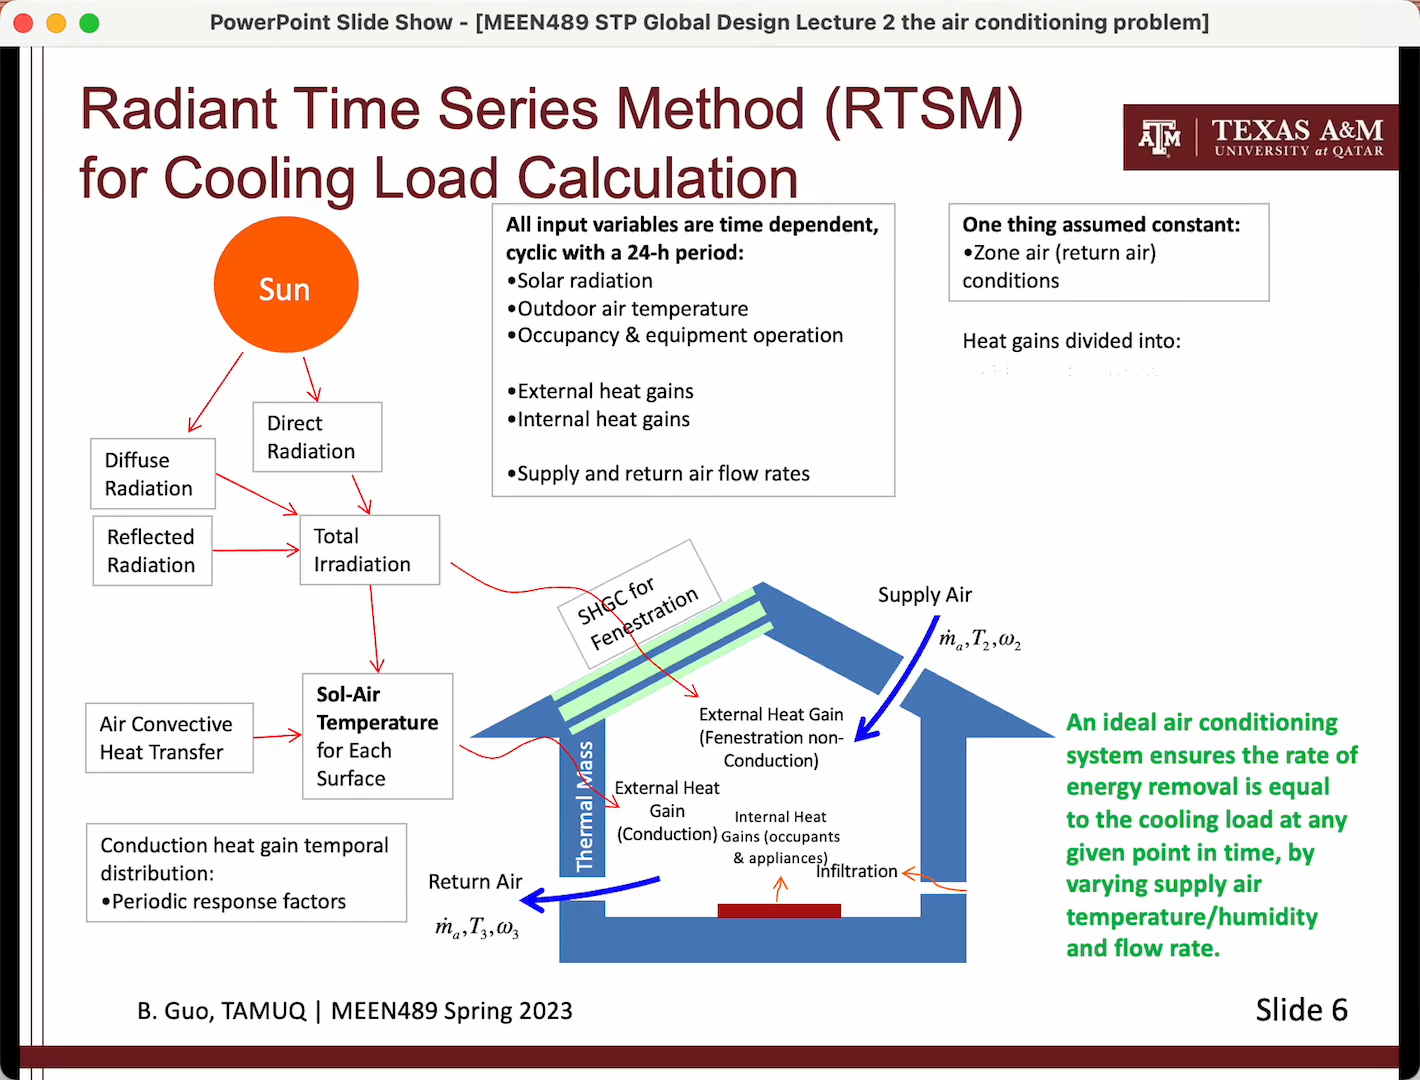 PowerPoint Slide Show - [MEEN489 STP Global Design Lecture 2 the air conditioning problem]
Radiant Time Series Method (RTSM)
for Cooling Load Calculation
TEXAS A&M
UNIVERSITY at QATAR
Sun
All input variables are time dependent,
cyclic with a 24-h period:
•Solar radiation
•Outdoor air temperature
•Occupancy & equipment operation
•External heat gains
•Internal heat gains
•Supply and return air flow rates
One thing assumed constant:
•Zone air (return air)
conditions
Heat gains divided into:
Direct
Radiation
Diffuse
Radiation
Reflected
Radiation
Total
Irradiation
SHGC for
Fenestration
Supply Air
ṁa,T2,ω2
Sol-Air
Temperature
for Each
Surface
Air Convective
Heat Transfer
External Heat Gain
(Fenestration non-
Conduction)
Thermal Mass
External Heat
Gain
(Conduction)
Internal Heat
Gains (occupants
& appliances)
Infiltration
An ideal air conditioning
system ensures the rate of
energy removal is equal
to the cooling load at any
given point in time, by
varying supply air
temperature/humidity
and flow rate.
Conduction heat gain temporal
distribution:
•Periodic response factors
Return Air
ṁa,T3,ω3
B. Guo, TAMUQ | MEEN489 Spring 2023
Slide 6